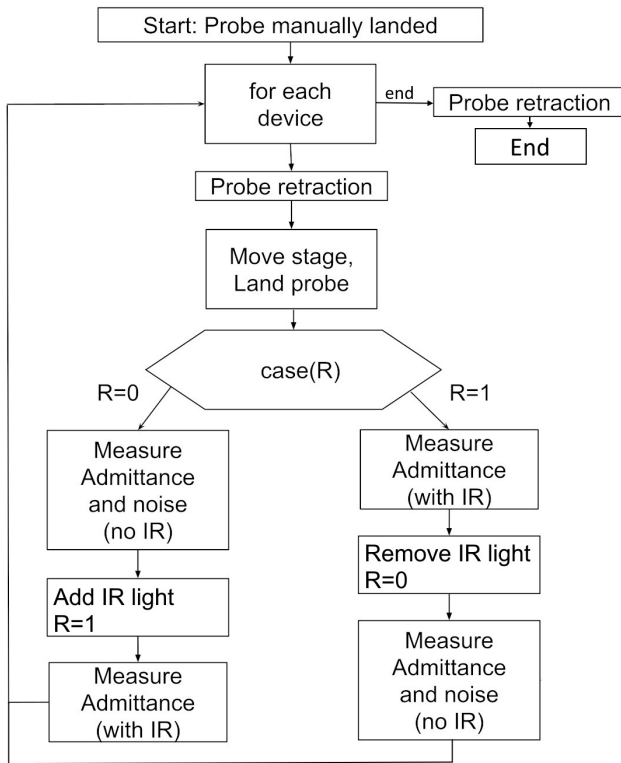 Start: Probe manually landed
for each
device
end
Probe retraction
End
Probe retraction
Move stage,
Land probe
case(R)
R=0
R=1
Measure
Admittance
and noise
(no IR)
Add IR light
R=1
Measure
Admittance
(with IR)
Measure
Admittance
(with IR)
Remove IR light
R=0
Measure
Admittance
and noise
(no IR)